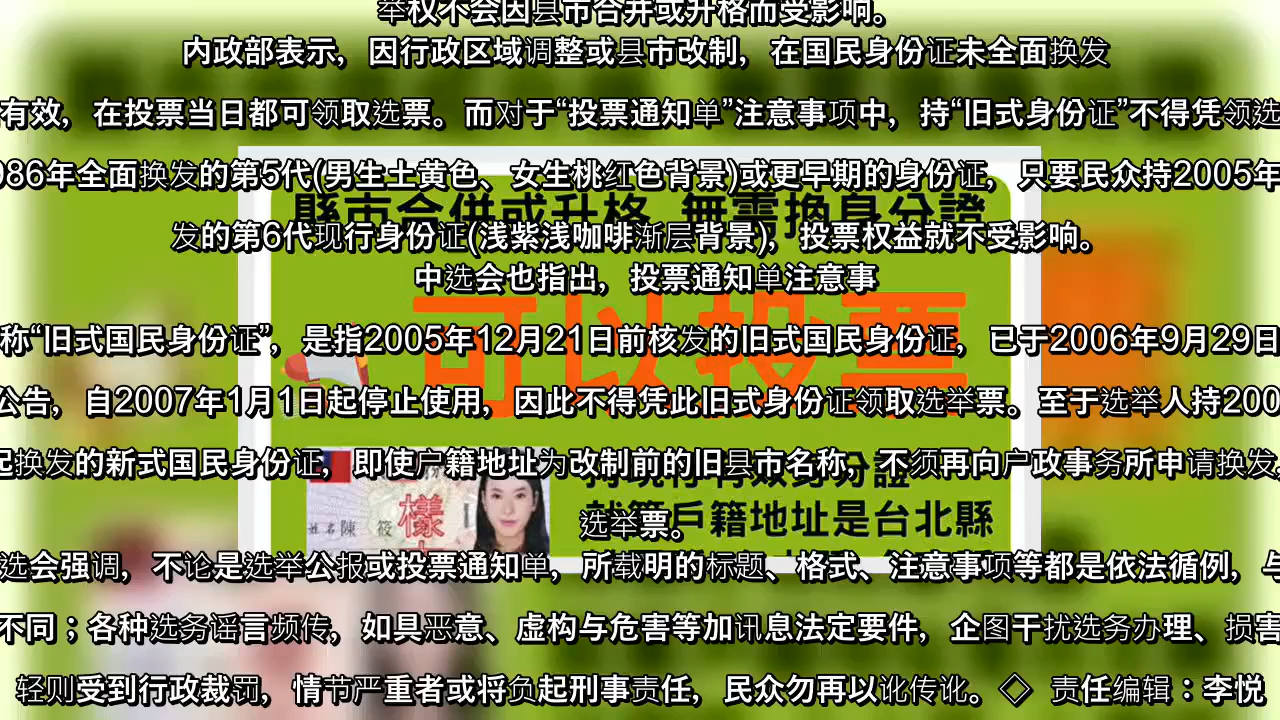 举权不会因县市合并或升格而受影响。
内政部表示，因行政区域调整或县市改制，在国民身份证未全面换发
有效，在投票当日都可领取选票。而对于“投票通知单”注意事项中，持“旧式身份证”不得凭领选
986年全面换发的第5代(男生土黄色、女生桃红色背景)或更早期的身份证，只要民众持2005年
縣市合併或升格 無需換身分證
发的第6代现行身份证(浅紫浅咖啡渐层背景)，投票权益就不受影响。
中选会也指出，投票通知单注意事
可以投票
称“旧式国民身份证”，是指2005年12月21日前核发的旧式国民身份证，已于2006年9月29日
公告，自2007年1月1日起停止使用，因此不得凭此旧式身份证领取选举票。至于选举人持200
起换发的新式国民身份证，即使户籍地址为改制前的旧县市名称，不须再向户政事务所申请换发
樣
姓名 陳 筱
就算戶籍地址是台北縣
选举票。
选会强调，不论是选举公报或投票通知单，所载明的标题、格式、注意事项等都是依法循例，与
不同；各种选务谣言频传，如具恶意、虚构与危害等加讯息法定要件，企图干扰选务办理、损害
轻则受到行政裁罚，情节严重者或将负起刑事责任，民众勿再以讹传讹。◇ 责任编辑：李悦